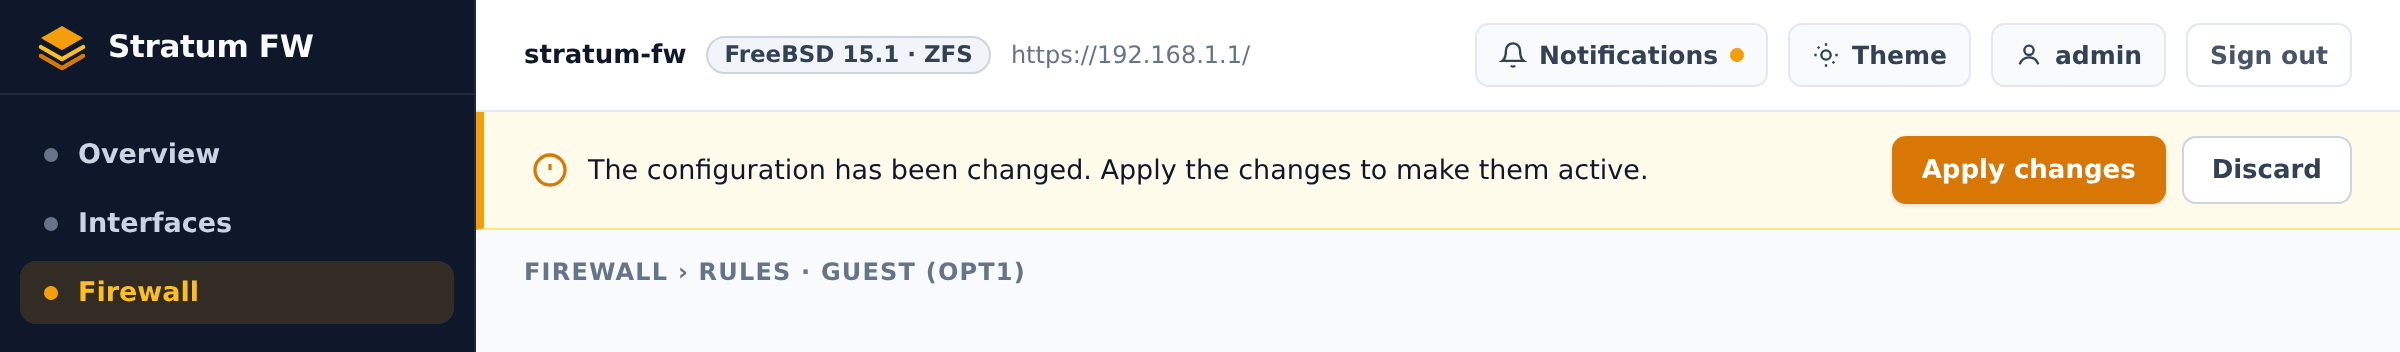 Stratum FW
Overview
Interfaces
Firewall
stratum-fw FreeBSD 15.1 · ZFS https://192.168.1.1/ Notifications Theme admin Sign out
The configuration has been changed. Apply the changes to make them active. Apply changes Discard
FIREWALL › RULES · GUEST (OPT1)